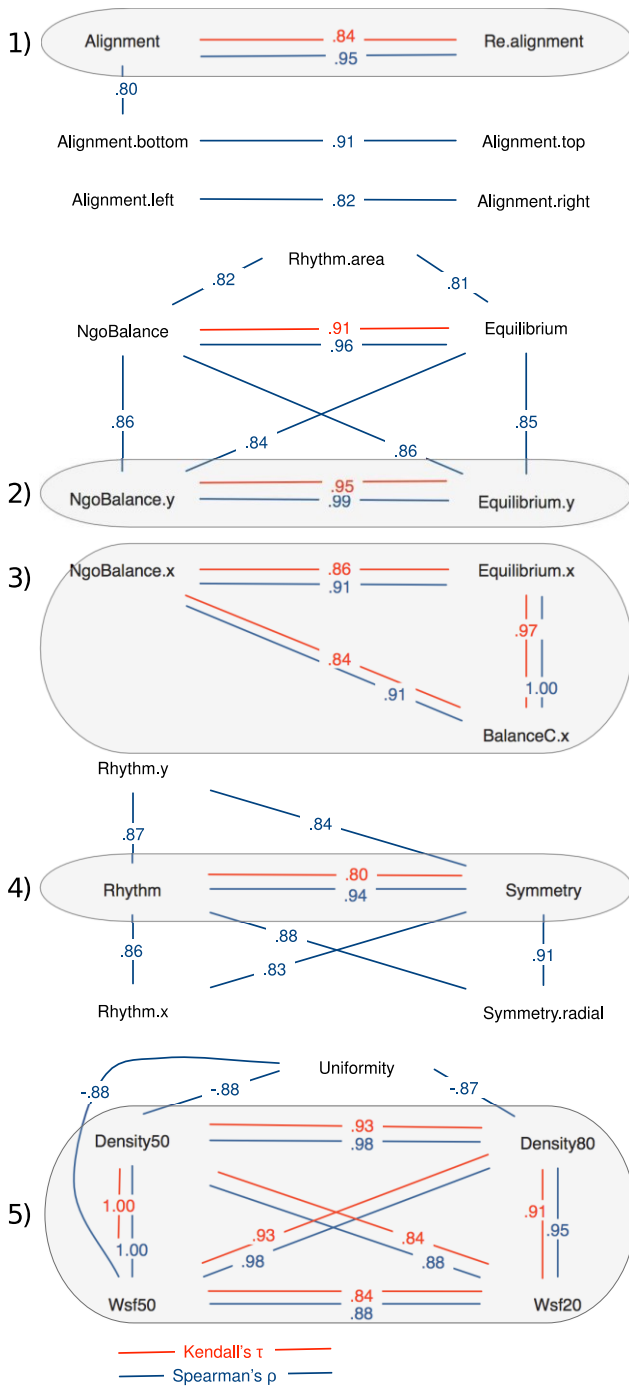 1)
Alignment .84 Re.alignment
.95
.80
Alignment.bottom .91 Alignment.top
Alignment.left .82 Alignment.right
Rhythm.area
.82 .81
NgoBalance .91 Equilibrium
.96
.86 .84 .86 .85
2)
NgoBalance.y .95 Equilibrium.y
.99
3)
NgoBalance.x .86 Equilibrium.x
.91
.97
.84
.91 1.00
BalanceC.x
Rhythm.y
.87 .84
4)
Rhythm .80 Symmetry
.94
.86 .88 .83 .91
Rhythm.x Symmetry.radial
Uniformity
-.88 -.88 -.87
Density50 .93 Density80
.98
5)
1.00 .91
1.00 .93 .84 .95
.98 .88
Wsf50 .84 Wsf20
.88
Kendall's τ
Spearman's ρ